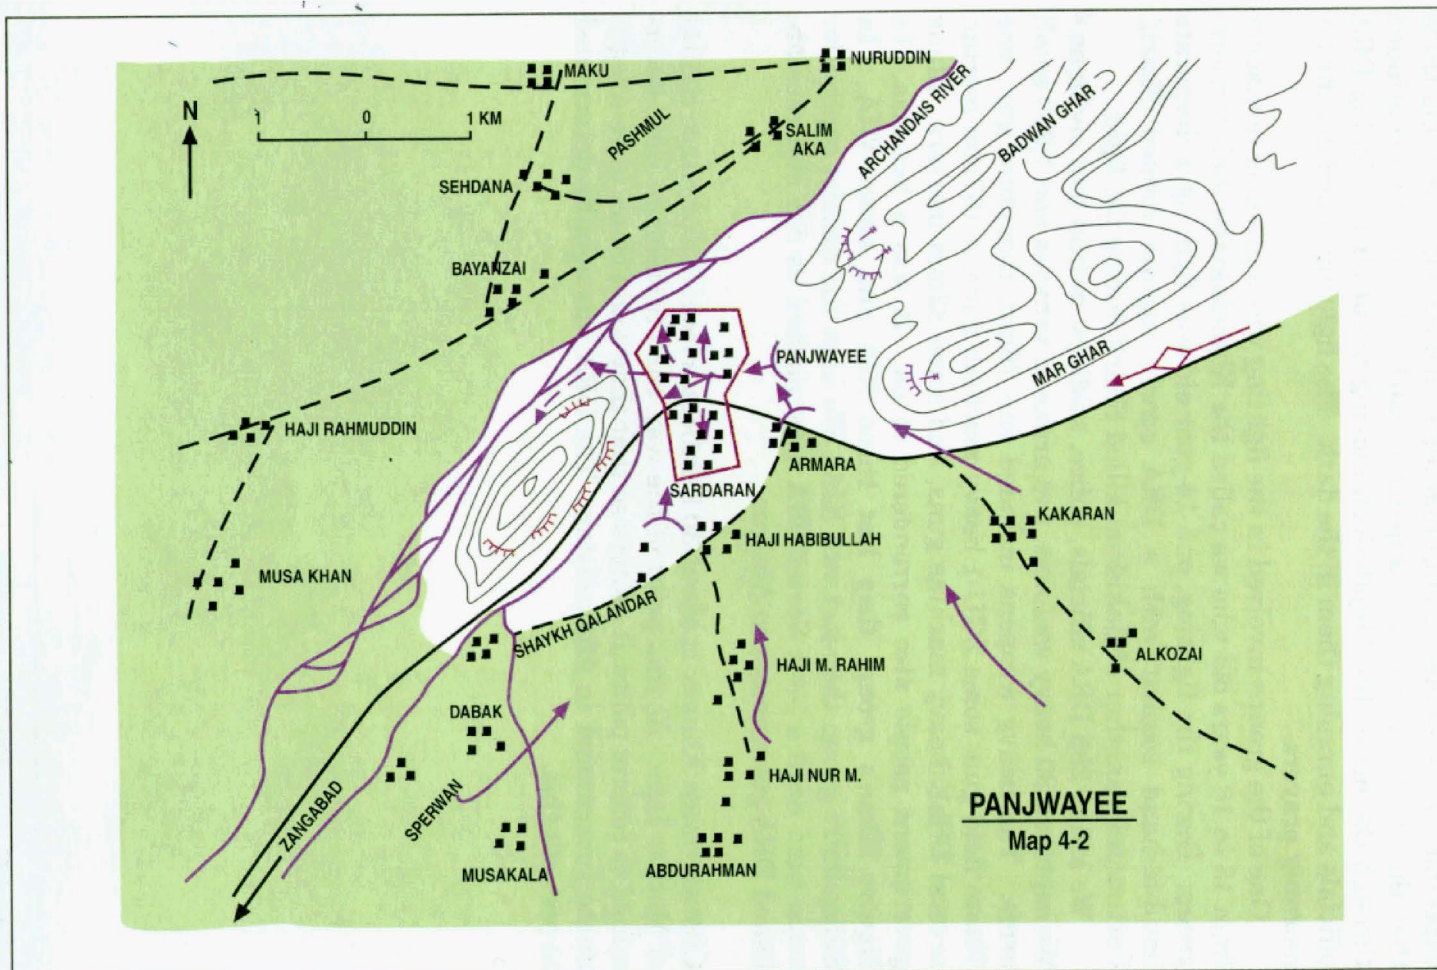 MAKU
NURUDDIN
N
1 0 1 KM
PASHMUL
SALIM
AKA
ARCHANDAIS RIVER
BADWAN GHAR
SEHDANA
BAYANZAI
PANJWAYEE
MAR GHAR
HAJI RAHMUDDIN
ARMARA
SARDARAN
KAKARAN
HAJI HABIBULLAH
MUSA KHAN
SHAYKH QALANDAR
ALKOZAI
HAJI M. RAHIM
DABAK
HAJI NUR M.
ZANGABAD
SPERWAN
PANJWAYEE
Map 4-2
MUSAKALA
ABDURAHMAN